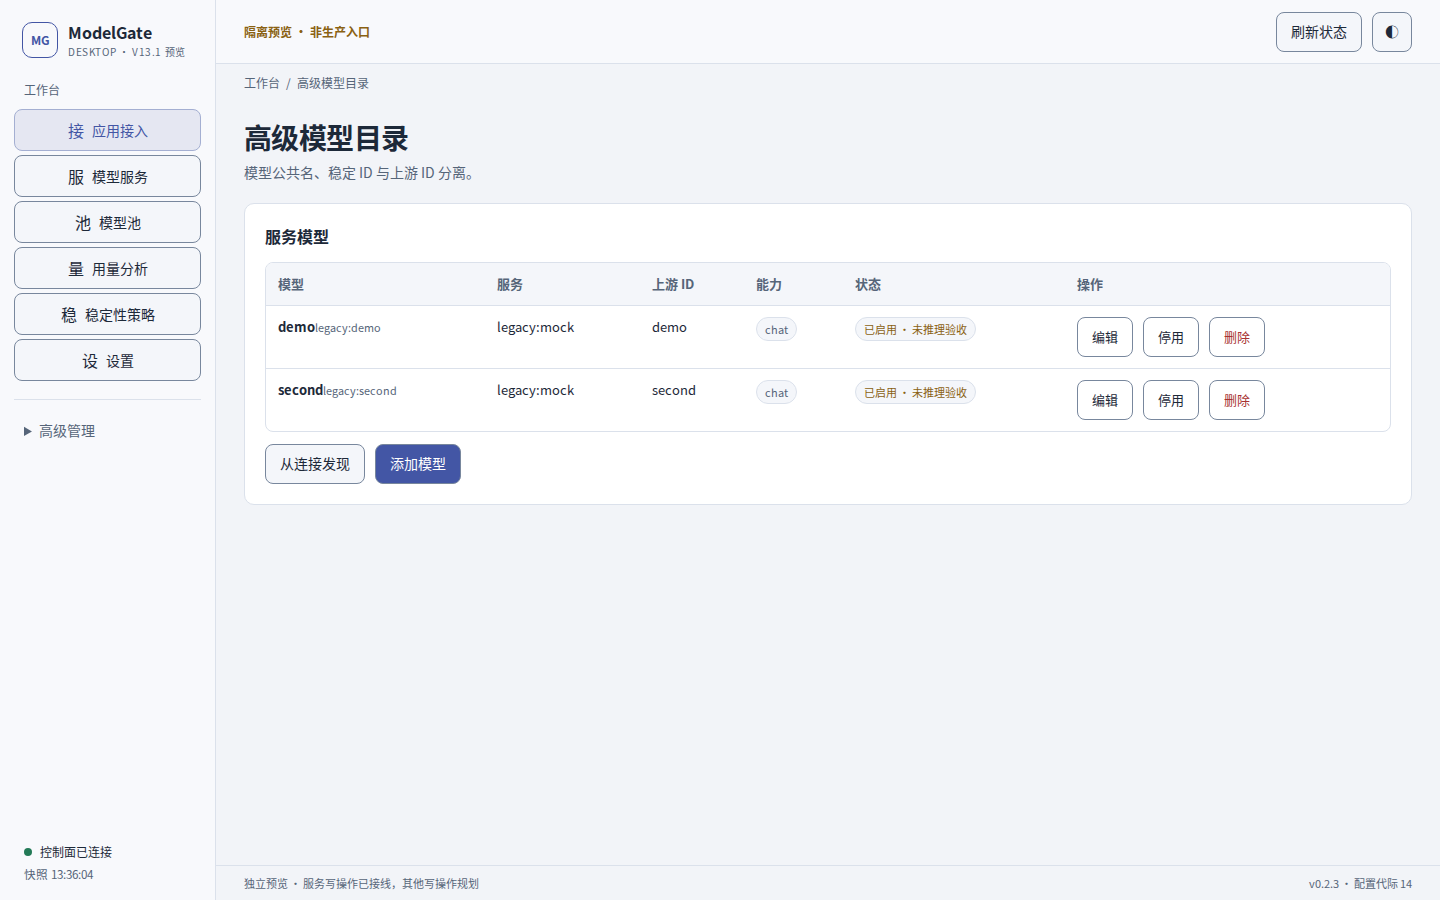 MG
ModelGate
DESKTOP · V13.1 预览
工作台
接 应用接入
服 模型服务
池 模型池
量 用量分析
稳 稳定性策略
设 设置
▶ 高级管理
控制面已连接
快照 13:36:04
隔离预览 · 非生产入口
刷新状态
工作台 / 高级模型目录
高级模型目录
模型公共名、稳定 ID 与上游 ID 分离。
服务模型
模型 服务 上游 ID 能力 状态 操作
demolegacy:demo legacy:mock demo chat 已启用 · 未推理验收 编辑 停用 删除
secondlegacy:second legacy:mock second chat 已启用 · 未推理验收 编辑 停用 删除
从连接发现 添加模型
独立预览 · 服务写操作已接线，其他写操作规划
v0.2.3 · 配置代际 14